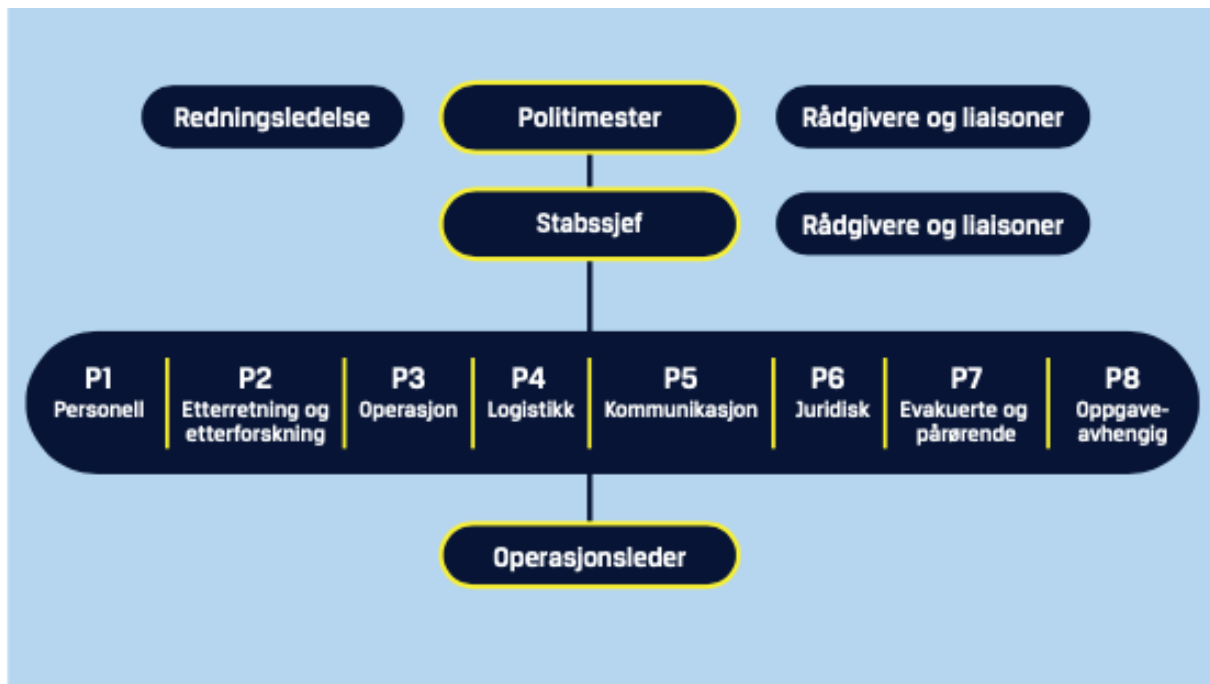 Redningsledelse
Politimester
Rådgivere og liaisoner
Stabssjef
Rådgivere og liaisoner
P1
Personell
P2
Etterretning og
etterforskning
P3
Operasjon
P4
Logistikk
P5
Kommunikasjon
P6
Juridisk
P7
Evakuerte og
pårørende
P8
Oppgave-
avhengig
Operasjonsleder